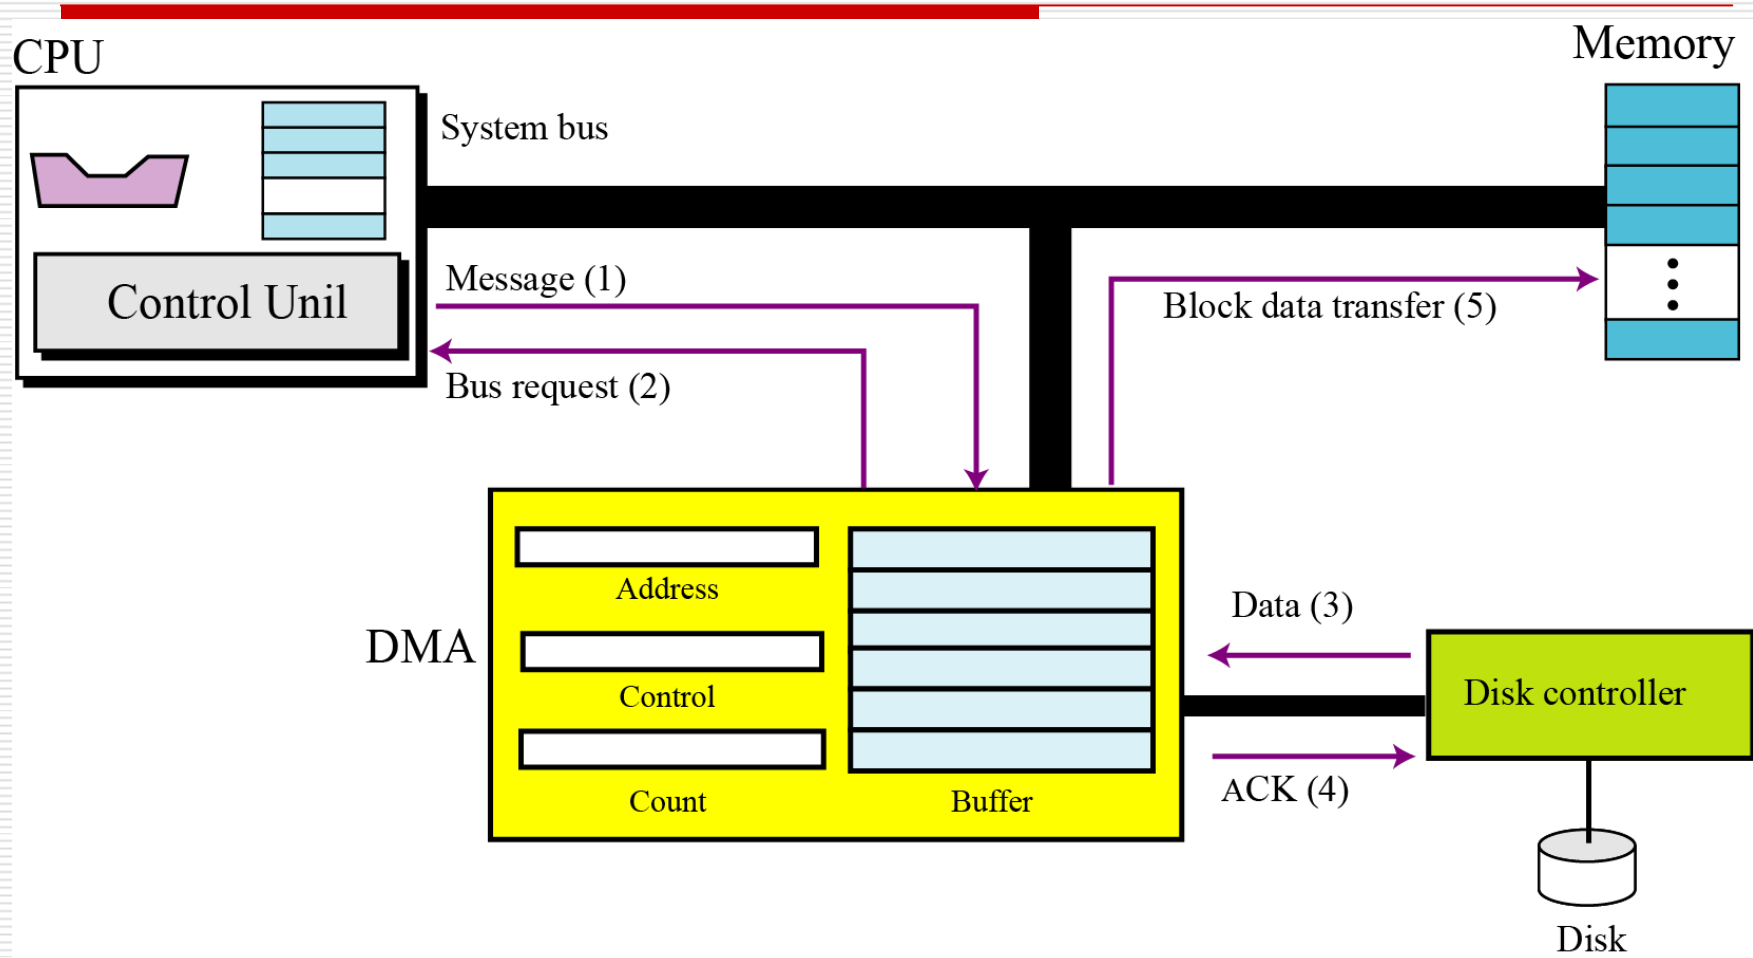 CPU
Memory
System bus
Control Unil
Message (1)
Bus request (2)
Block data transfer (5)
DMA
Address
Control
Count
Buffer
Data (3)
Disk controller
ACK (4)
Disk